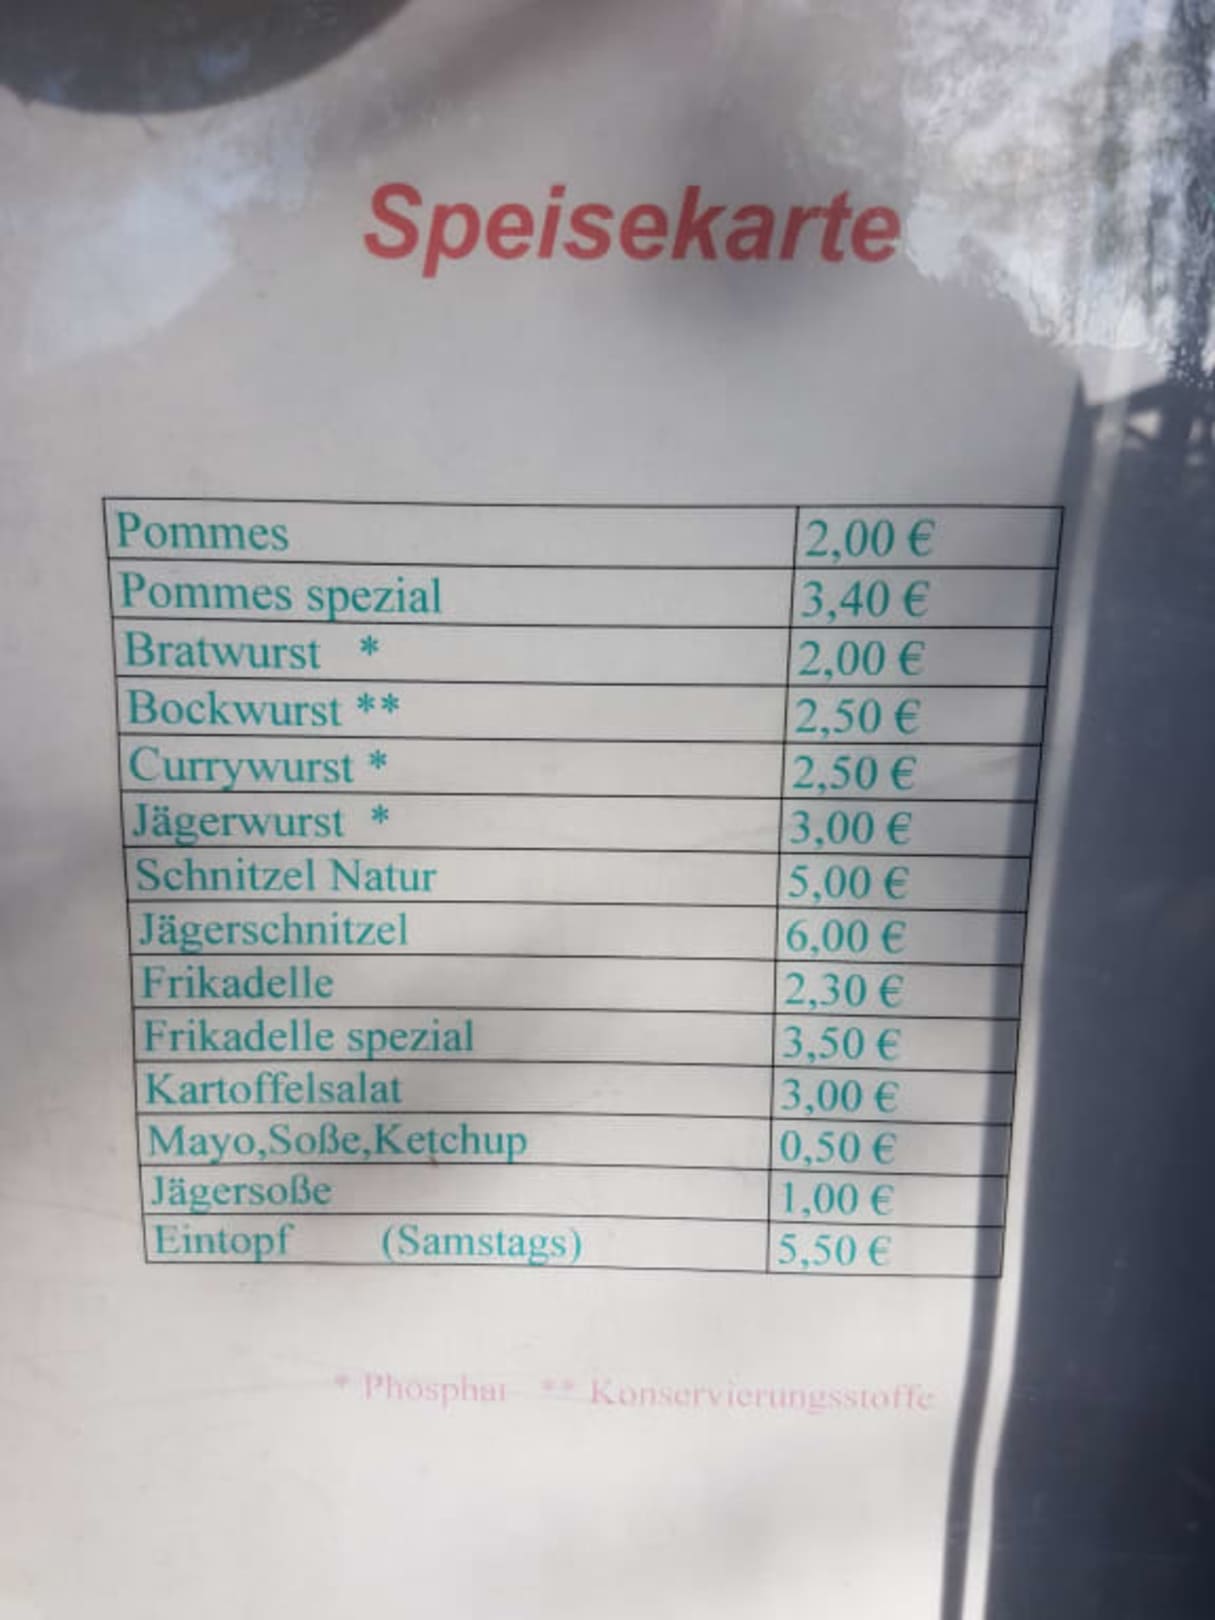 Speisekarte
Pommes 2,00 €
Pommes spezial 3,40 €
Bratwurst * 2,00 €
Bockwurst ** 2,50 €
Currywurst * 2,50 €
Jägerwurst * 3,00 €
Schnitzel Natur 5,00 €
Jägerschnitzel 6,00 €
Frikadelle 2,30 €
Frikadelle spezial 3,50 €
Kartoffelsalat 3,00 €
Mayo,Soße,Ketchup 0,50 €
Jägersoße 1,00 €
Eintopf (Samstags) 5,50 €
* Phosphat ** Konservierungsstoffe